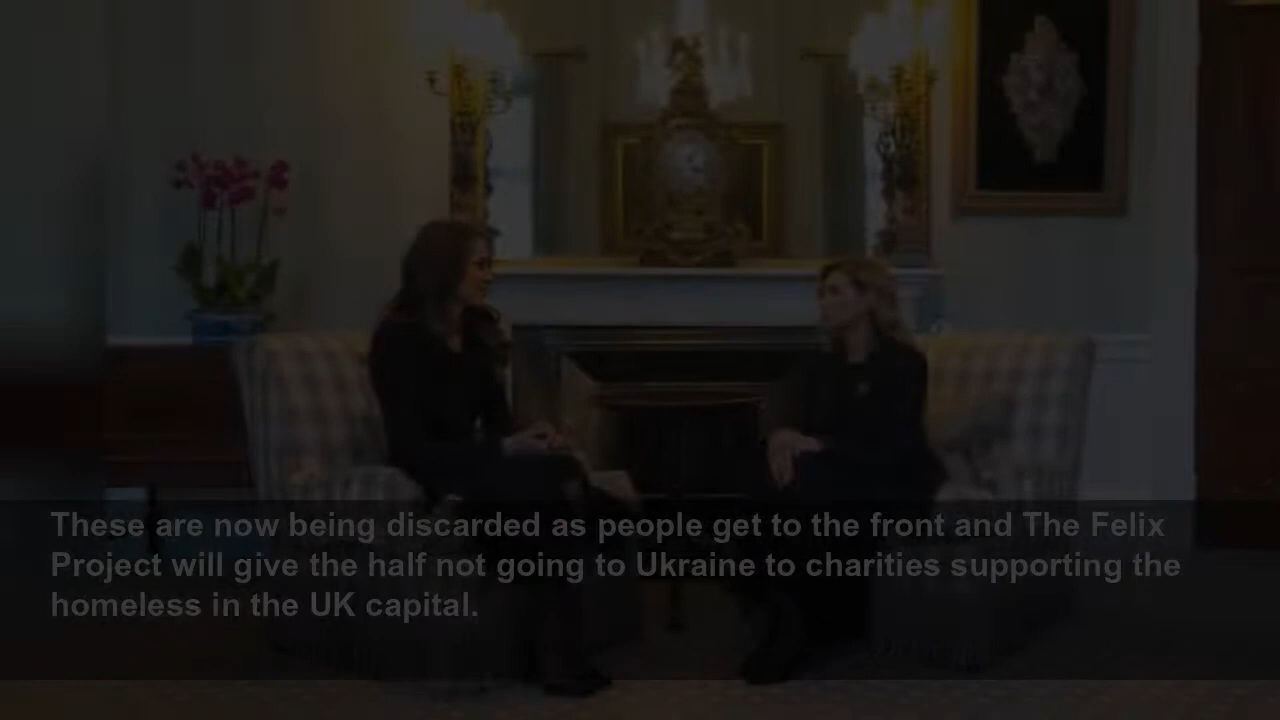 These are now being discarded as people get to the front and The Felix
Project will give the half not going to Ukraine to charities supporting the
homeless in the UK capital.